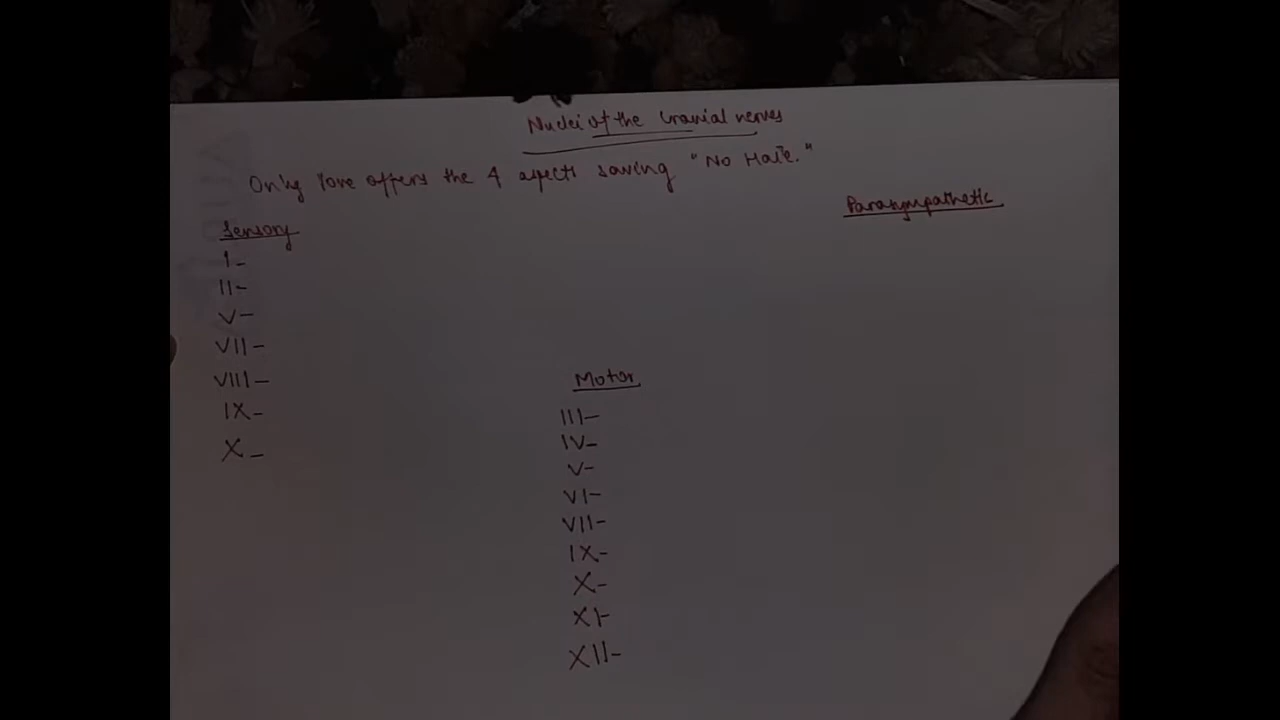 Nuclei of the Cranial nerves
Only love offers the 4 aspects saving "No Hate."
Parasympathetic
Sensory
I-
II-
V-
VII-
VIII-
IX-
X-
Motor
III-
IV-
V-
VI-
VII-
IX-
X-
XI-
XII-